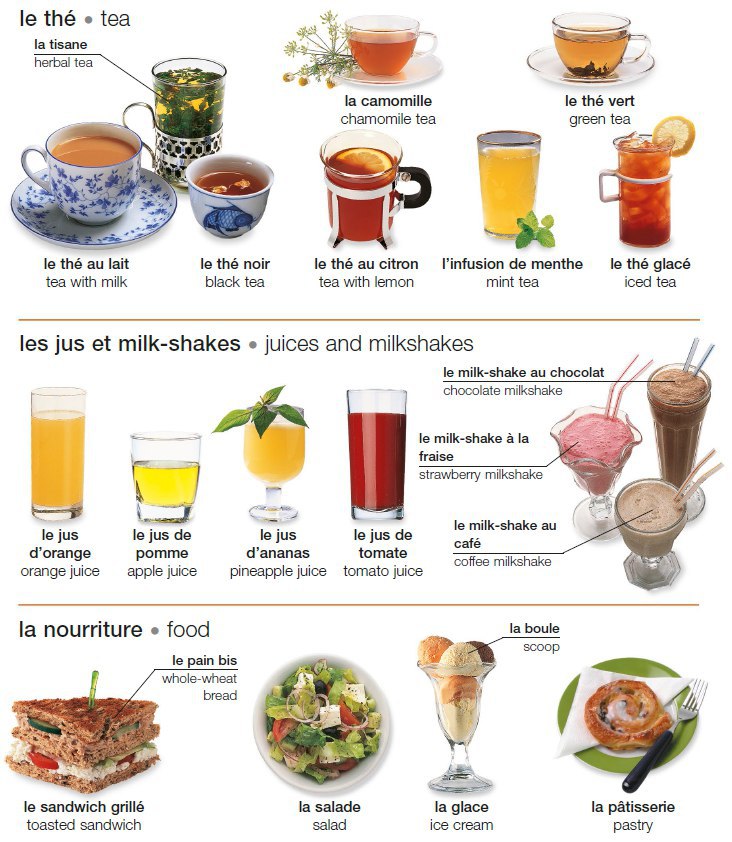 le thé • tea
la tisane
herbal tea
la camomille
chamomile tea
le thé vert
green tea
le thé au lait
tea with milk
le thé noir
black tea
le thé au citron
tea with lemon
l'infusion de menthe
mint tea
le thé glacé
iced tea
les jus et milk-shakes • juices and milkshakes
le milk-shake au chocolat
chocolate milkshake
le milk-shake à la
fraise
strawberry milkshake
le milk-shake au
café
coffee milkshake
le jus
d'orange
orange juice
le jus de
pomme
apple juice
le jus
d'ananas
pineapple juice
le jus de
tomate
tomato juice
la nourriture • food
le pain bis
whole-wheat
bread
la boule
scoop
le sandwich grillé
toasted sandwich
la salade
salad
la glace
ice cream
la pâtisserie
pastry